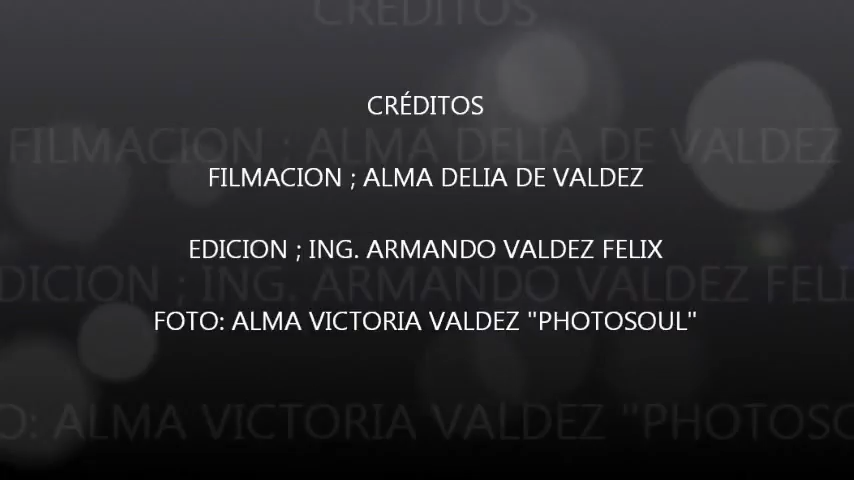 CRÉDITOS
FILMACION ; ALMA DELIA DE VALDEZ
EDICION ; ING. ARMANDO VALDEZ FELIX
FOTO: ALMA VICTORIA VALDEZ "PHOTOSOUL"